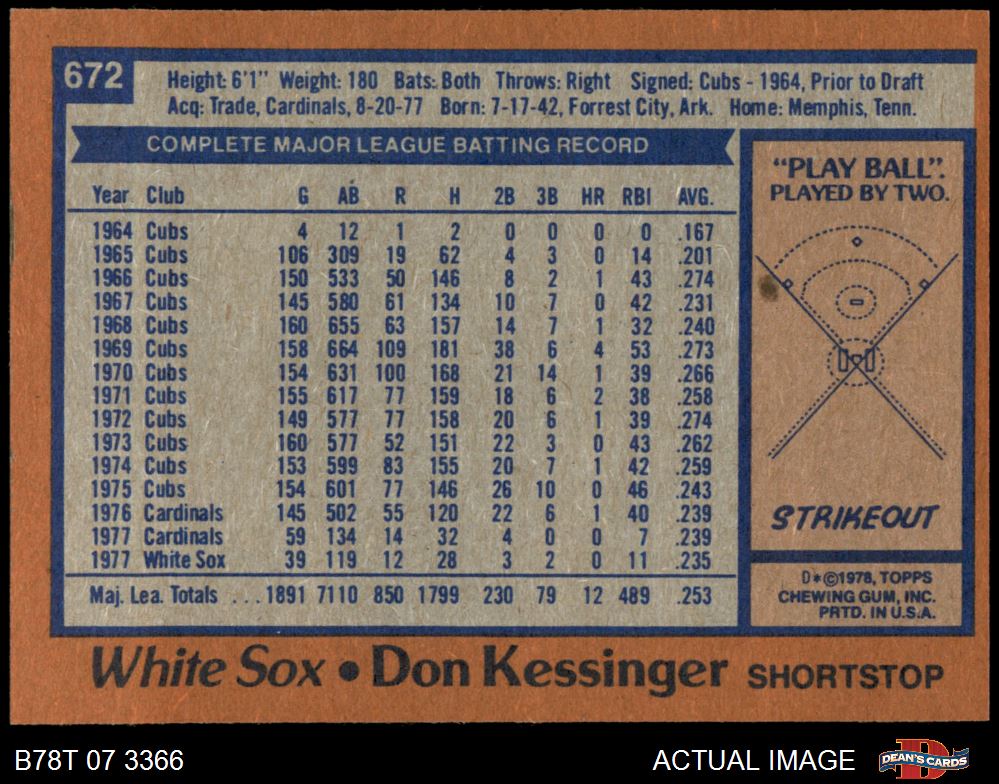 672
Height: 6'1" Weight: 180 Bats: Both Throws: Right Signed: Cubs - 1964, Prior to Draft
Acq: Trade, Cardinals, 8-20-77 Born: 7-17-42, Forrest City, Ark. Home: Memphis, Tenn.
COMPLETE MAJOR LEAGUE BATTING RECORD
Year Club G AB R H 2B 3B HR RBI AVG.
1964 Cubs 4 12 1 2 0 0 0 0 .167
1965 Cubs 106 309 19 62 4 3 0 14 .201
1966 Cubs 150 533 50 146 8 2 1 43 .274
1967 Cubs 145 580 61 134 10 7 0 42 .231
1968 Cubs 160 655 63 157 14 7 1 32 .240
1969 Cubs 158 664 109 181 38 6 4 53 .273
1970 Cubs 154 631 100 168 21 14 1 39 .266
1971 Cubs 155 617 77 159 18 6 2 38 .258
1972 Cubs 149 577 77 158 20 6 1 39 .274
1973 Cubs 160 577 52 151 22 3 0 43 .262
1974 Cubs 153 599 83 155 20 7 1 42 .259
1975 Cubs 154 601 77 146 26 10 0 46 .243
1976 Cardinals 145 502 55 120 22 6 1 40 .239
1977 Cardinals 59 134 14 32 4 0 0 7 .239
1977 White Sox 39 119 12 28 3 2 0 11 .235
Maj. Lea. Totals ...1891 7110 850 1799 230 79 12 489 .253
"PLAY BALL".
PLAYED BY TWO.
STRIKEOUT
D*©1978, TOPPS
CHEWING GUM, INC.
PRTD. IN U.S.A.
White Sox • Don Kessinger SHORTSTOP
B78T 07 3366
ACTUAL IMAGE
DEAN'S CARDS